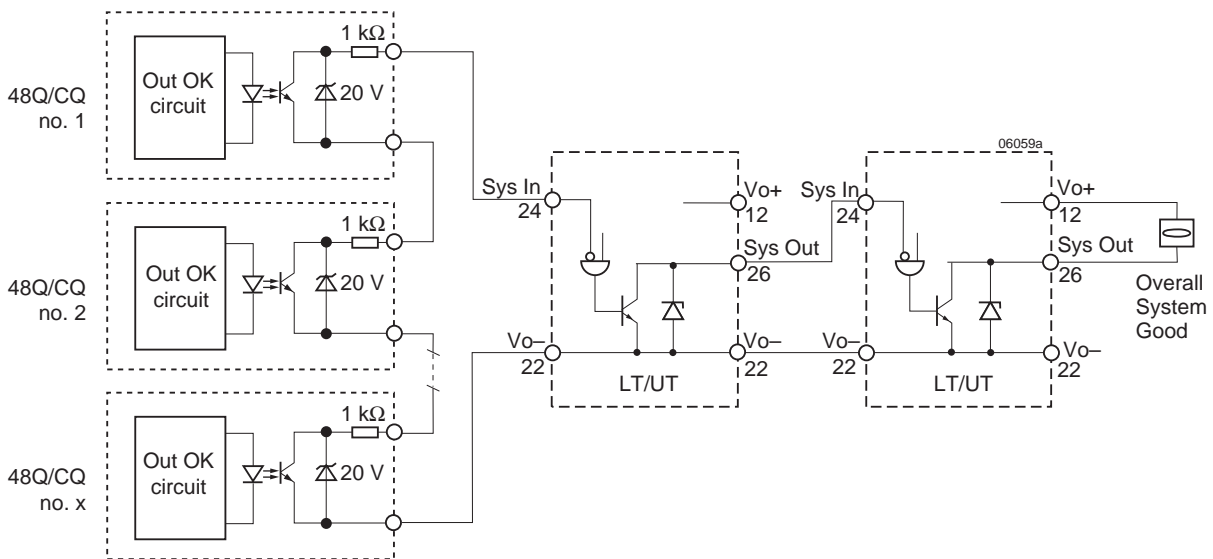 48Q/CQ
no. 1
Out OK
circuit
1 kΩ
20 V
48Q/CQ
no. 2
Out OK
circuit
1 kΩ
20 V
48Q/CQ
no. x
Out OK
circuit
1 kΩ
20 V
Sys In
24
Vo+
12
Sys Out
26
Vo–
22
Vo–
22
LT/UT
06059a
Sys In
24
Vo+
12
Sys Out
26
Vo–
22
Vo–
22
LT/UT
Overall
System
Good